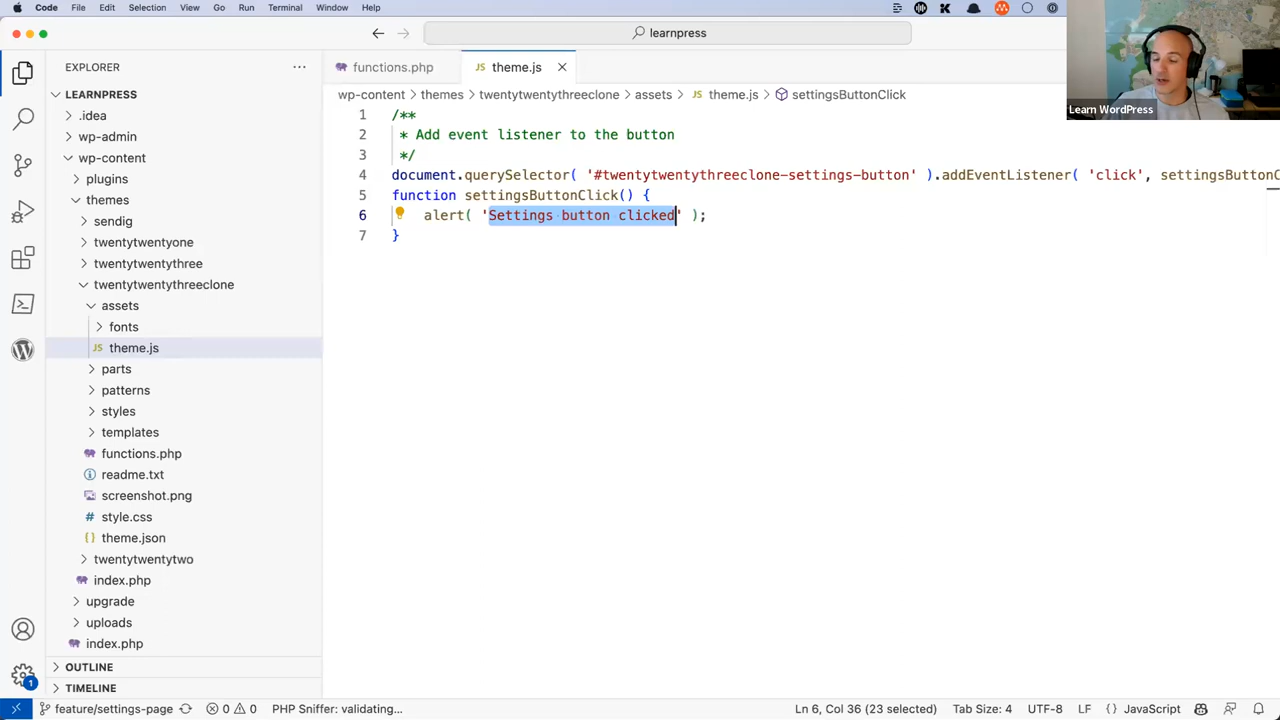 Code File Edit Selection View Go Run Terminal Window Help
learnpress
Learn WordPress
EXPLORER
LEARNPRESS
.idea
wp-admin
wp-content
plugins
themes
sendig
twentytwentyone
twentytwentythree
twentytwentythreeclone
assets
fonts
JS theme.js
parts
patterns
styles
templates
functions.php
readme.txt
screenshot.png
# style.css
{} theme.json
twentytwentytwo
index.php
upgrade
uploads
index.php
OUTLINE
TIMELINE
functions.php JS theme.js
wp-content > themes > twentytwentythreeclone > assets > JS theme.js > settingsButtonClick
1 /**
2 * Add event listener to the button
3 */
4 document.querySelector( '#twentytwentythreeclone-settings-button' ).addEventListener( 'click', settingsButtonC
5 function settingsButtonClick() {
6 alert( 'Settings·button clicked' );
7 }
1
feature/settings-page 0 0 PHP Sniffer: validating... Ln 6, Col 36 (23 selected) Tab Size: 4 UTF-8 LF {} JavaScript